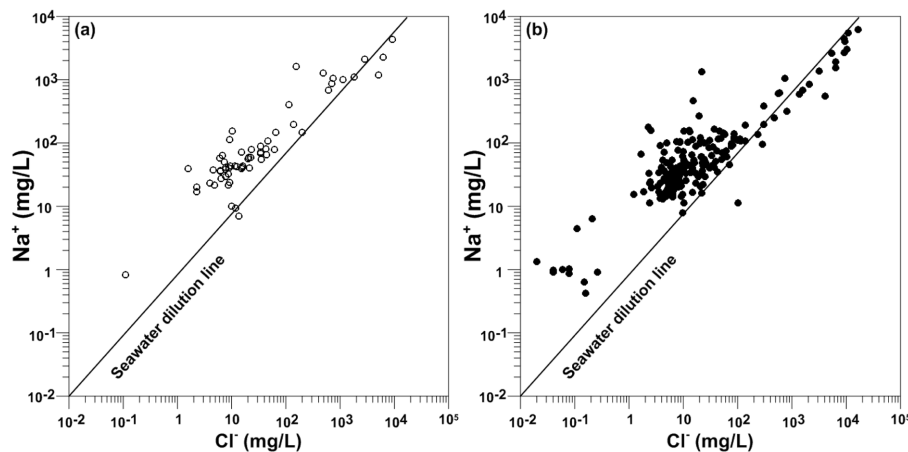 (a)
Na⁺ (mg/L)
10⁴
10³
10²
10
1
10⁻¹
10⁻²
Seawater dilution line
10⁻² 10⁻¹ 1 10 10² 10³ 10⁴ 10⁵
Cl⁻ (mg/L)
(b)
Na⁺ (mg/L)
10⁴
10³
10²
10
1
10⁻¹
10⁻²
Seawater dilution line
10⁻² 10⁻¹ 1 10 10² 10³ 10⁴ 10⁵
Cl⁻ (mg/L)